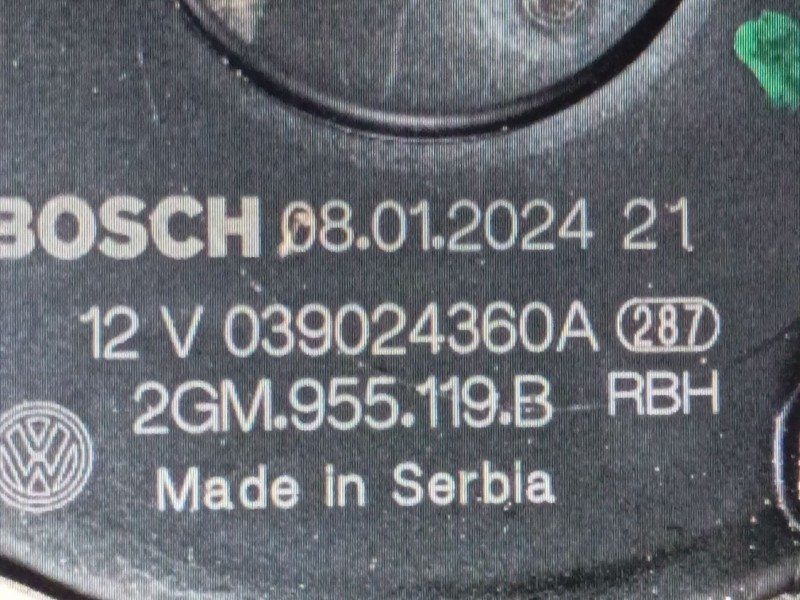 BOSCH 08.01.2024 21
12 V 039024360A 287
2GM.955.119.B RBH
Made in Serbia